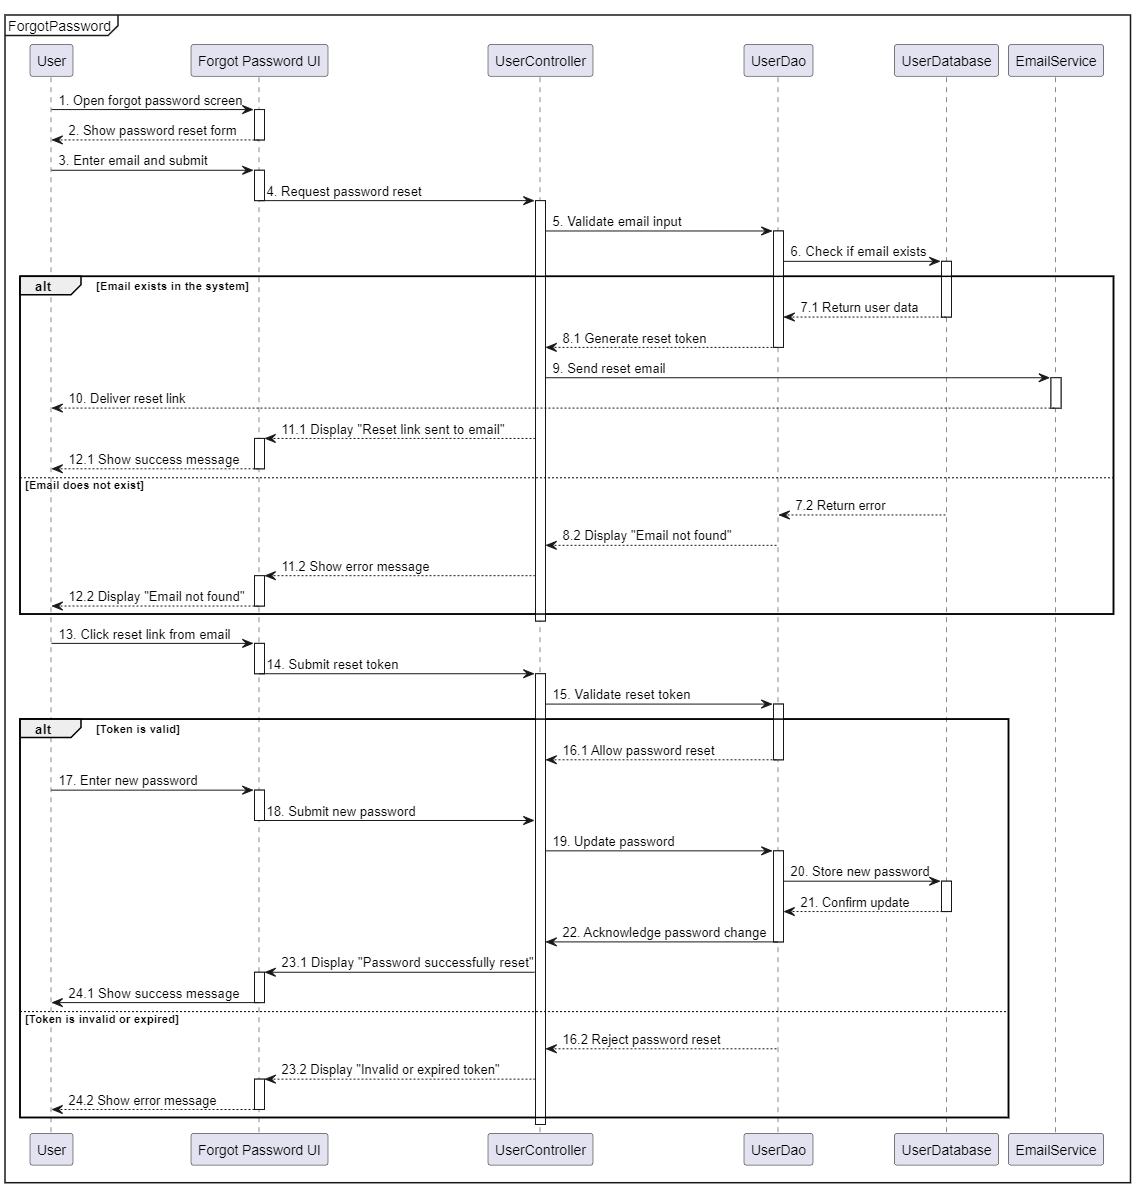 ForgotPassword
User
Forgot Password UI
UserController
UserDao
UserDatabase
EmailService
1. Open forgot password screen
2. Show password reset form
3. Enter email and submit
4. Request password reset
5. Validate email input
6. Check if email exists
alt
[Email exists in the system]
7.1 Return user data
8.1 Generate reset token
9. Send reset email
10. Deliver reset link
11.1 Display "Reset link sent to email"
12.1 Show success message
[Email does not exist]
7.2 Return error
8.2 Display "Email not found"
11.2 Show error message
12.2 Display "Email not found"
13. Click reset link from email
14. Submit reset token
15. Validate reset token
alt
[Token is valid]
16.1 Allow password reset
17. Enter new password
18. Submit new password
19. Update password
20. Store new password
21. Confirm update
22. Acknowledge password change
23.1 Display "Password successfully reset"
24.1 Show success message
[Token is invalid or expired]
16.2 Reject password reset
23.2 Display "Invalid or expired token"
24.2 Show error message
User
Forgot Password UI
UserController
UserDao
UserDatabase
EmailService